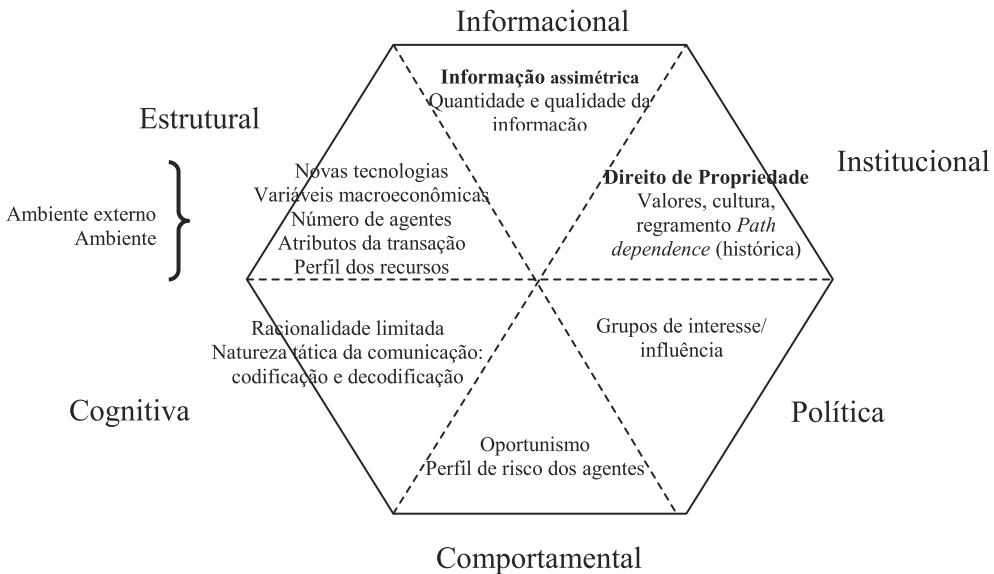 Informacional
Informação assimétrica
Quantidade e qualidade da
informação
Estrutural
Novas tecnologias
Variáveis macroeconômicas
Número de agentes
Atributos da transação
Perfil dos recursos
Ambiente externo
Ambiente
Institucional
Direito de Propriedade
Valores, cultura,
regramento Path
dependence (histórica)
Racionalidade limitada
Natureza tática da comunicação:
codificação e decodificação
Cognitiva
Grupos de interesse/
influência
Política
Oportunismo
Perfil de risco dos agentes
Comportamental